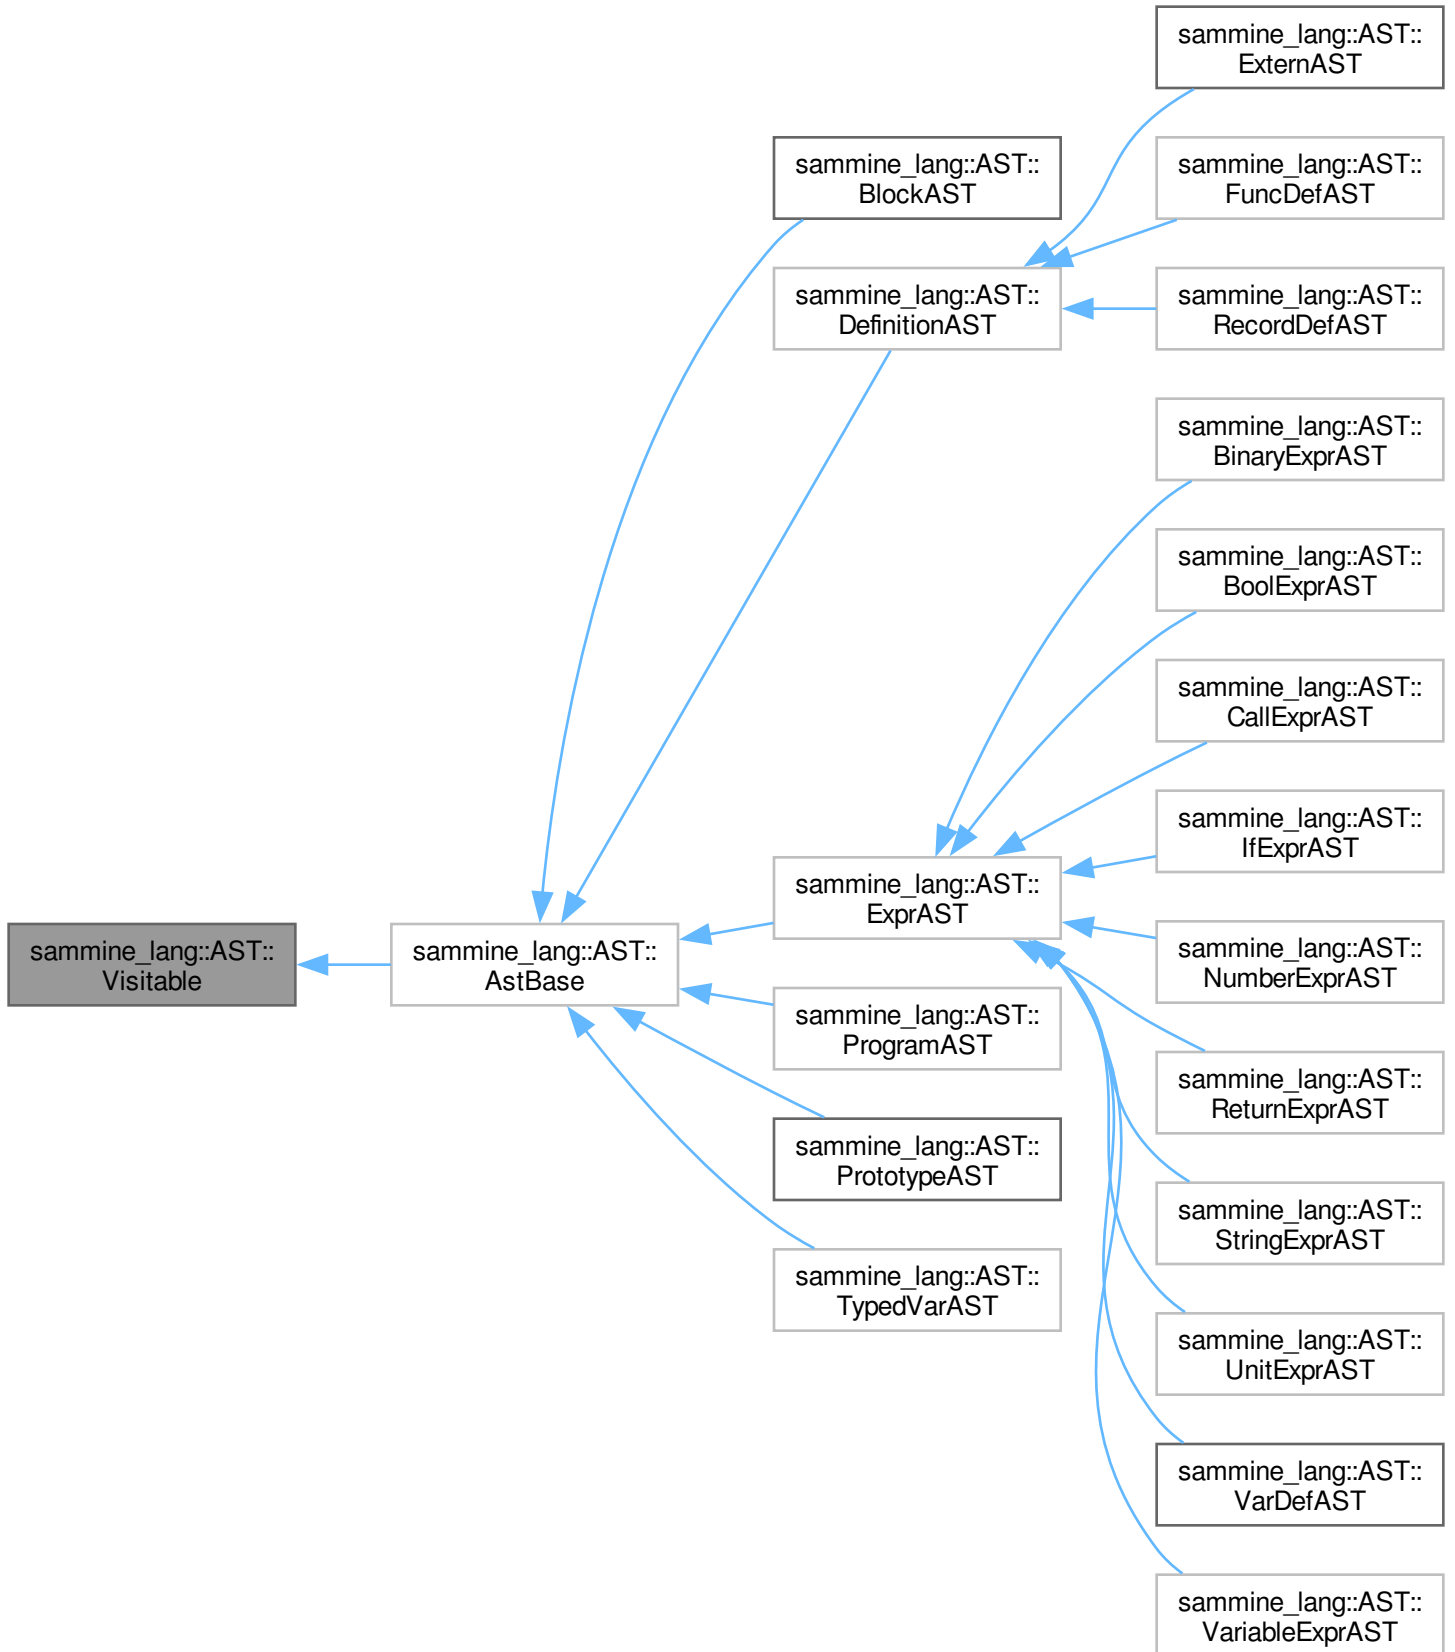 sammine_lang::AST::
Visitable
sammine_lang::AST::
AstBase
sammine_lang::AST::
BlockAST
sammine_lang::AST::
DefinitionAST
sammine_lang::AST::
ExprAST
sammine_lang::AST::
ProgramAST
sammine_lang::AST::
PrototypeAST
sammine_lang::AST::
TypedVarAST
sammine_lang::AST::
ExternAST
sammine_lang::AST::
FuncDefAST
sammine_lang::AST::
RecordDefAST
sammine_lang::AST::
BinaryExprAST
sammine_lang::AST::
BoolExprAST
sammine_lang::AST::
CallExprAST
sammine_lang::AST::
IfExprAST
sammine_lang::AST::
NumberExprAST
sammine_lang::AST::
ReturnExprAST
sammine_lang::AST::
StringExprAST
sammine_lang::AST::
UnitExprAST
sammine_lang::AST::
VarDefAST
sammine_lang::AST::
VariableExprAST